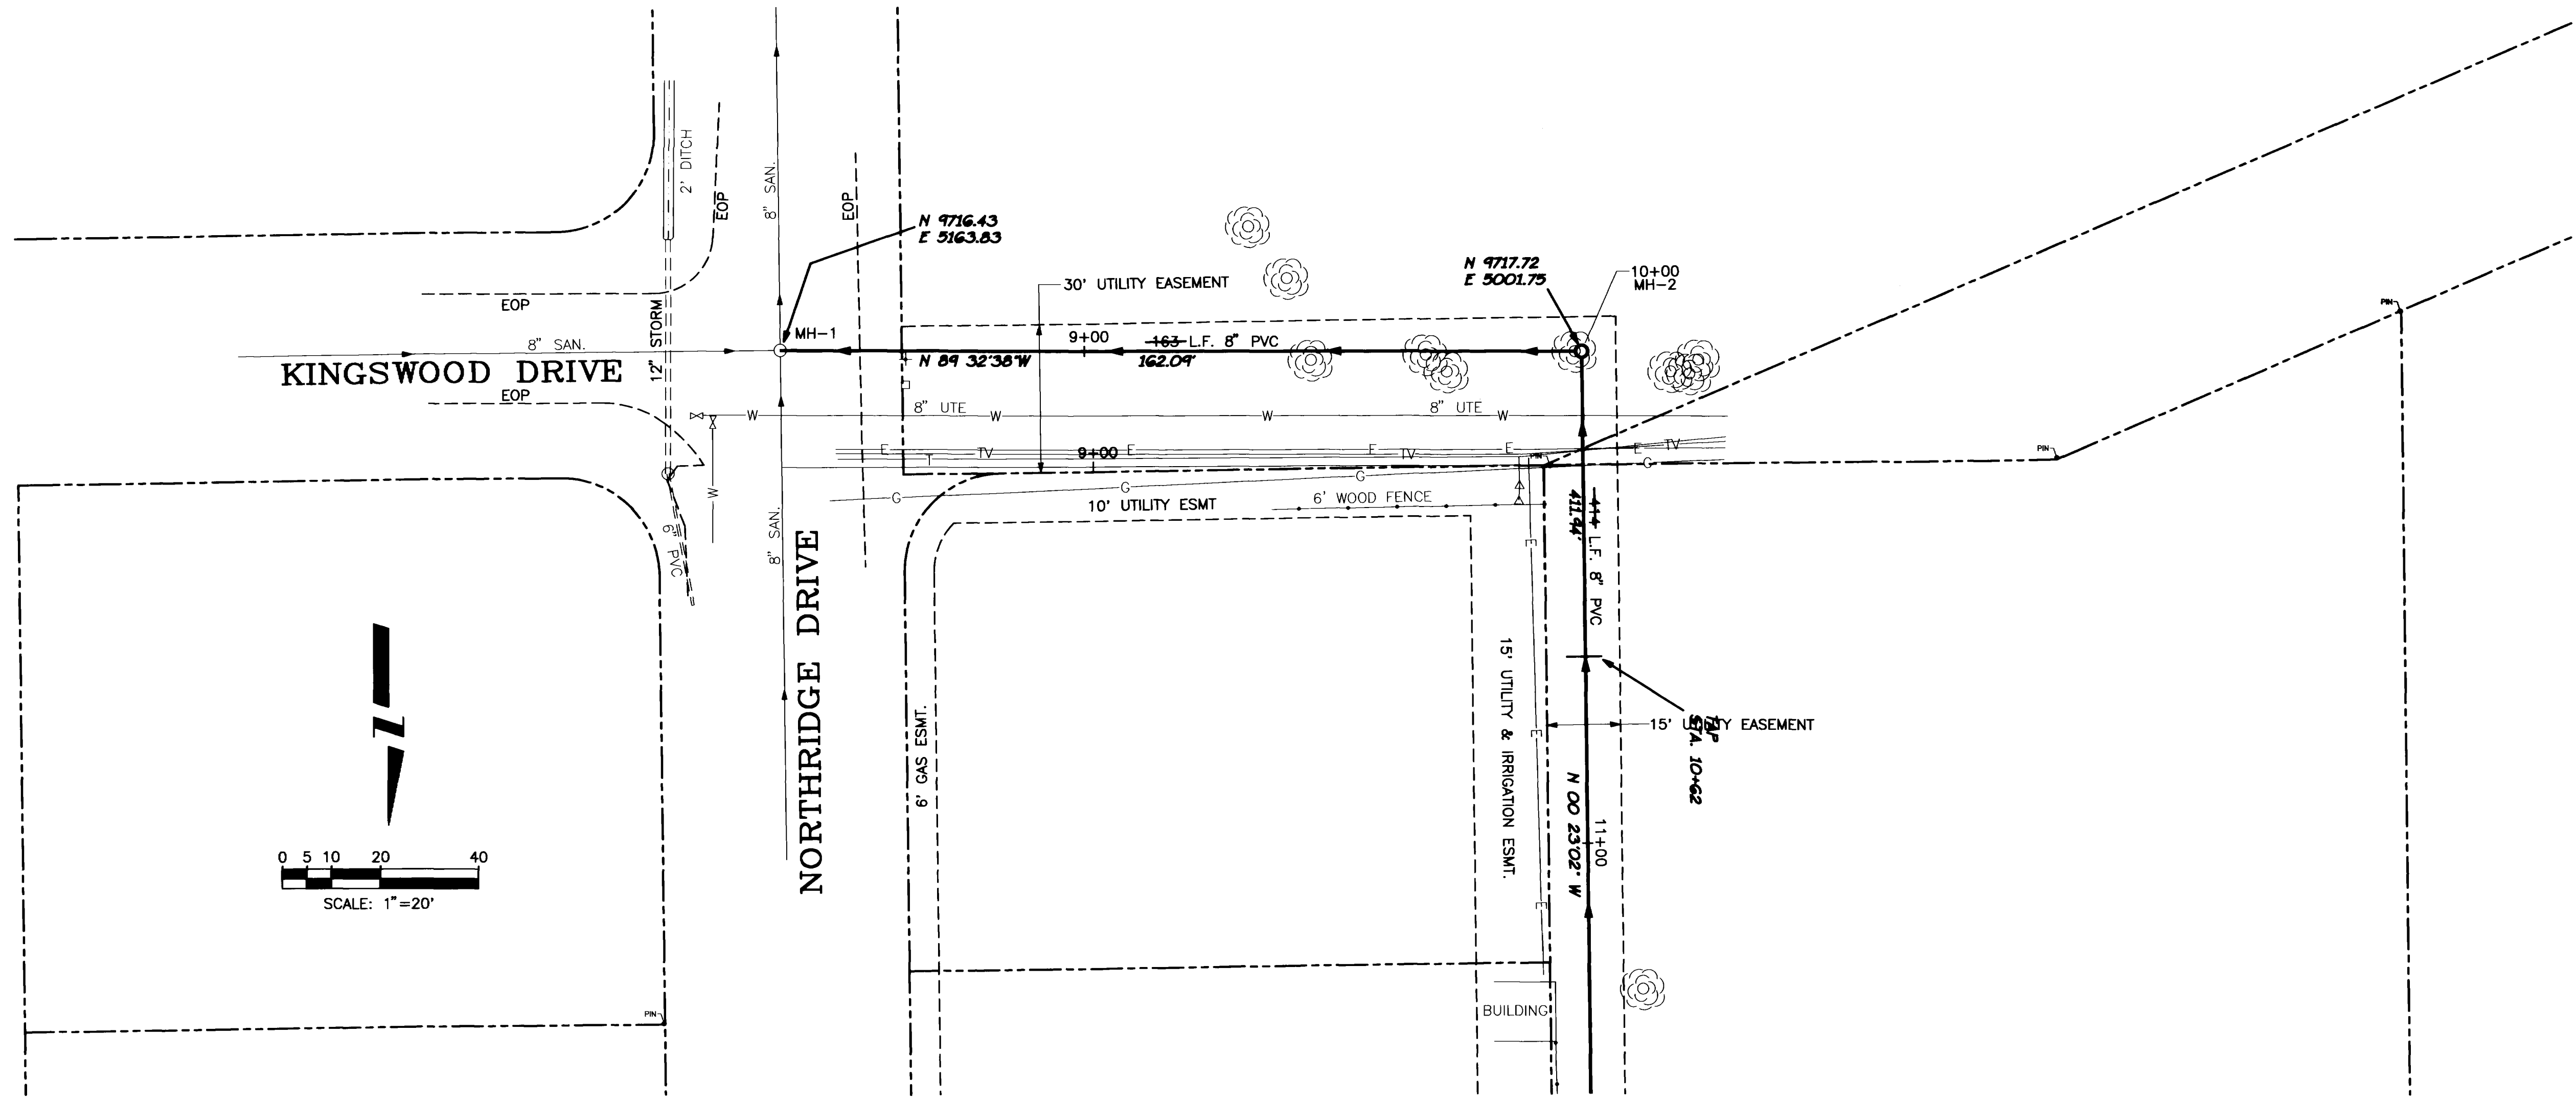 2' DITCH
EOP
8" SAN.
EOP
N 9716.43
E 5163.83
30' UTILITY EASEMENT
N 9717.72
E 5001.75
10+00
MH-2
PIN
EOP
12" STORM
MH-1
9+00
163 L.F. 8" PVC
8" SAN.
N 89 32'38"W
162.09'
KINGSWOOD DRIVE
EOP
W
8" UTE
W
W
8" UTE
W
E
TV
E
E
TV
E
E
TV
T
9+00
PIN
G
PIN
G
G
G
W
10' UTILITY ESMT
6' WOOD FENCE
6" PVC
8" SAN.
NORTHRIDGE DRIVE
411.94'
414 L.F. 8" PVC
E
15' UTILITY & IRRIGATION ESMT.
E
E
6' GAS ESMT.
TAP
STA. 10+62
15' UTILITY EASEMENT
N 00 23'02" W
11+00
0 5 10 20 40
SCALE: 1"=20'
PIN
BUILDING